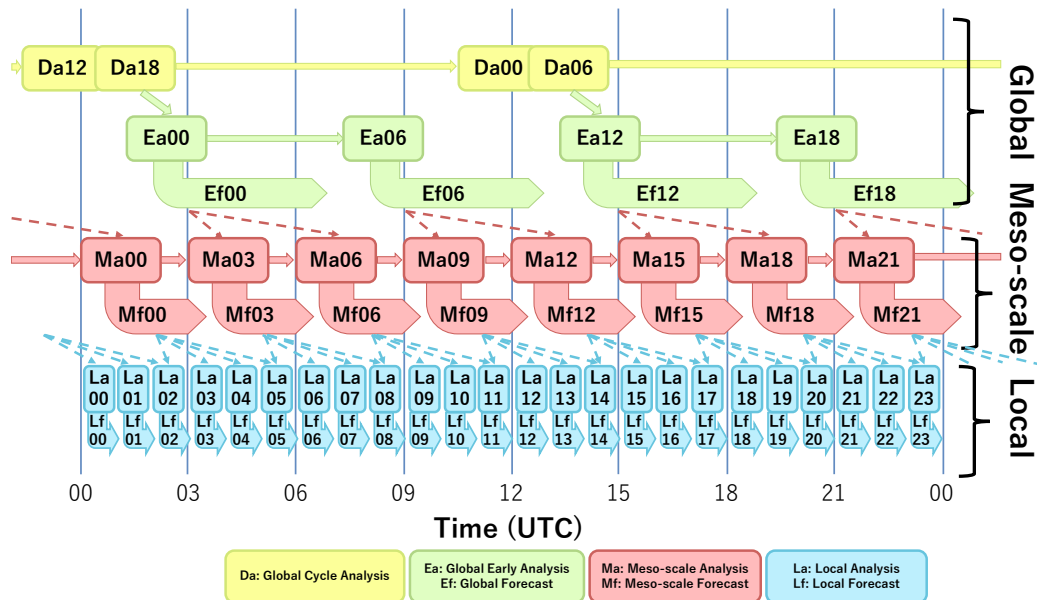 Da12 Da18 Da00 Da06
Global
Ea00 Ea06 Ea12 Ea18
Ef00 Ef06 Ef12 Ef18
Meso-scale
Ma00 Ma03 Ma06 Ma09 Ma12 Ma15 Ma18 Ma21
Mf00 Mf03 Mf06 Mf09 Mf12 Mf15 Mf18 Mf21
Local
La La La La La La La La La La La La La La La La La La La La La La La La
00 01 02 03 04 05 06 07 08 09 10 11 12 13 14 15 16 17 18 19 20 21 22 23
Lf Lf Lf Lf Lf Lf Lf Lf Lf Lf Lf Lf Lf Lf Lf Lf Lf Lf Lf Lf Lf Lf Lf Lf
00 01 02 03 04 05 06 07 08 09 10 11 12 13 14 15 16 17 18 19 20 21 22 23
00 03 06 09 12 15 18 21 00
Time (UTC)
Da: Global Cycle Analysis
Ea: Global Early Analysis
Ef: Global Forecast
Ma: Meso-scale Analysis
Mf: Meso-scale Forecast
La: Local Analysis
Lf: Local Forecast